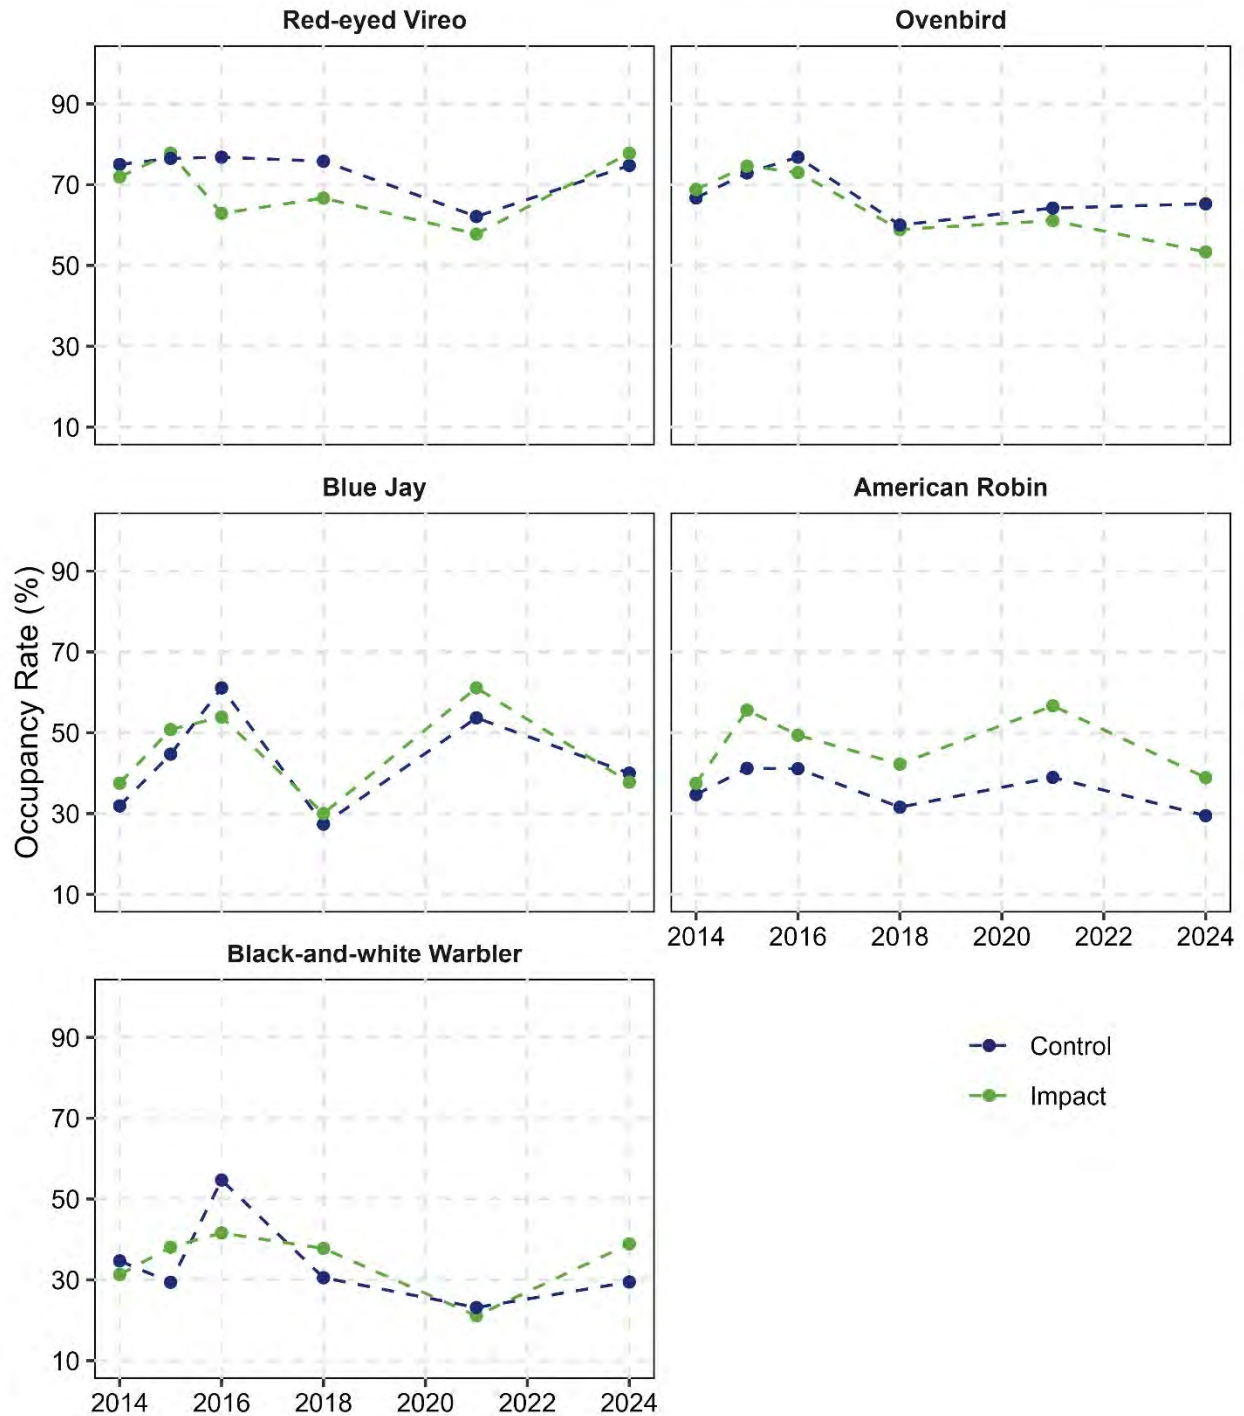 Red-eyed Vireo
Ovenbird
90
70
50
30
10
Blue Jay
American Robin
Occupancy Rate (%)
90
70
50
30
10
2014 2016 2018 2020 2022 2024
Black-and-white Warbler
90
70
50
30
10
2014 2016 2018 2020 2022 2024
Control
Impact